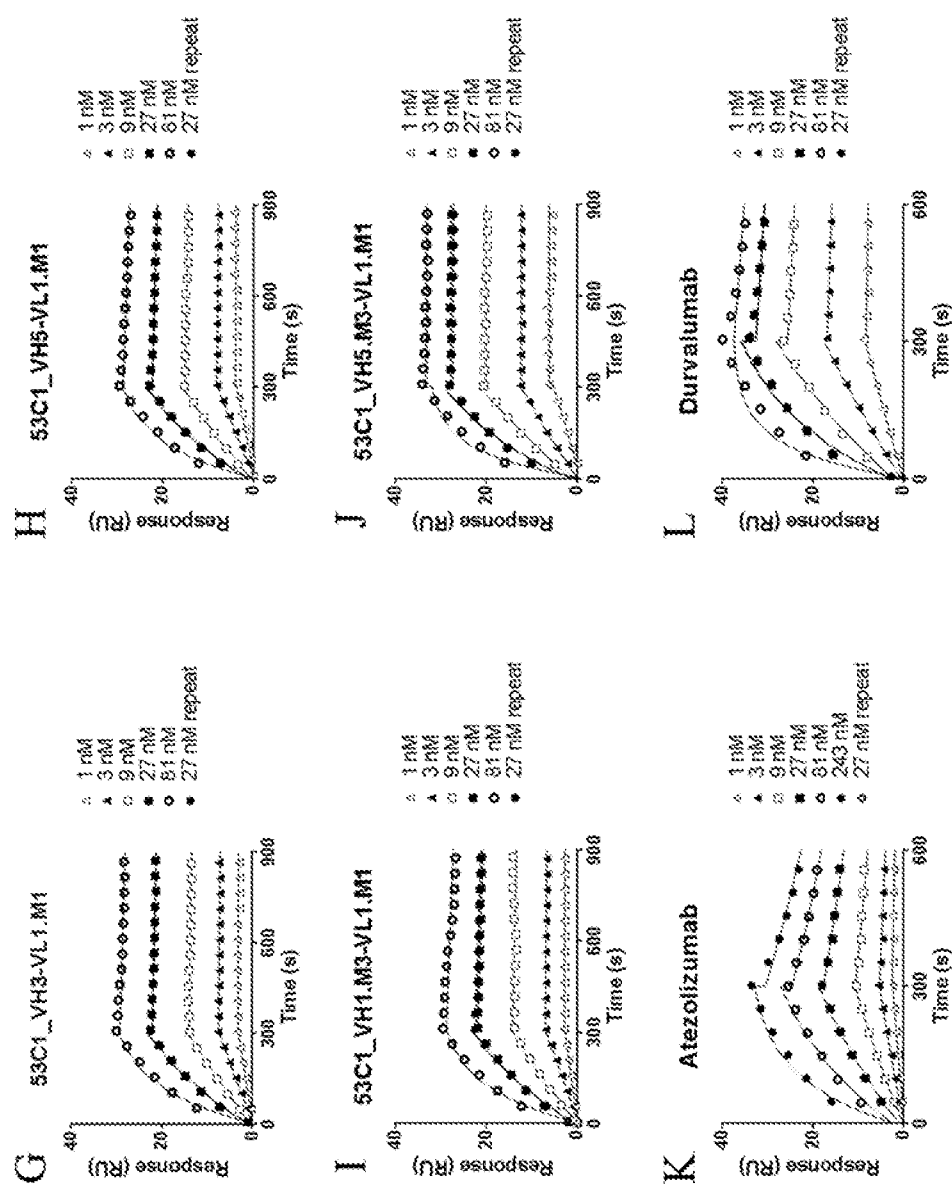 G
53C1_VH3-VL1.M1
Response (RU)
40
20
0
0
300
600
900
Time (s)
1 nM
3 nM
9 nM
27 nM
81 nM
27 nM repeat
H
53C1_VH5-VL1.M1
Response (RU)
40
20
0
0
300
600
900
Time (s)
1 nM
3 nM
9 nM
27 nM
81 nM
27 nM repeat
I
53C1_VH1.M3-VL1.M1
Response (RU)
40
20
0
0
300
600
900
Time (s)
1 nM
3 nM
9 nM
27 nM
81 nM
27 nM repeat
J
53C1_VH5.M3-VL1.M1
Response (RU)
40
20
0
0
300
600
900
Time (s)
1 nM
3 nM
9 nM
27 nM
81 nM
27 nM repeat
K
Atezolizumab
Response (RU)
40
20
0
0
300
600
Time (s)
1 nM
3 nM
9 nM
27 nM
81 nM
243 nM
27 nM repeat
L
Durvalumab
Response (RU)
40
20
0
0
300
600
Time (s)
1 nM
3 nM
9 nM
27 nM
81 nM
27 nM repeat